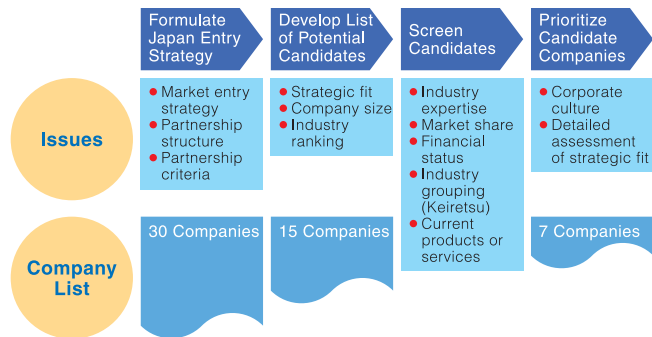 Formulate
Japan Entry
Strategy
Develop List
of Potential
Candidates
Screen
Candidates
Prioritize
Candidate
Companies
Issues
Market entry
strategy
Partnership
structure
Partnership
criteria
Strategic fit
Company size
Industry
ranking
Industry
expertise
Market share
Financial
status
Industry
grouping
(Keiretsu)
Current
products or
services
Corporate
culture
Detailed
assessment
of strategic fit
Company
List
30 Companies
15 Companies
7 Companies